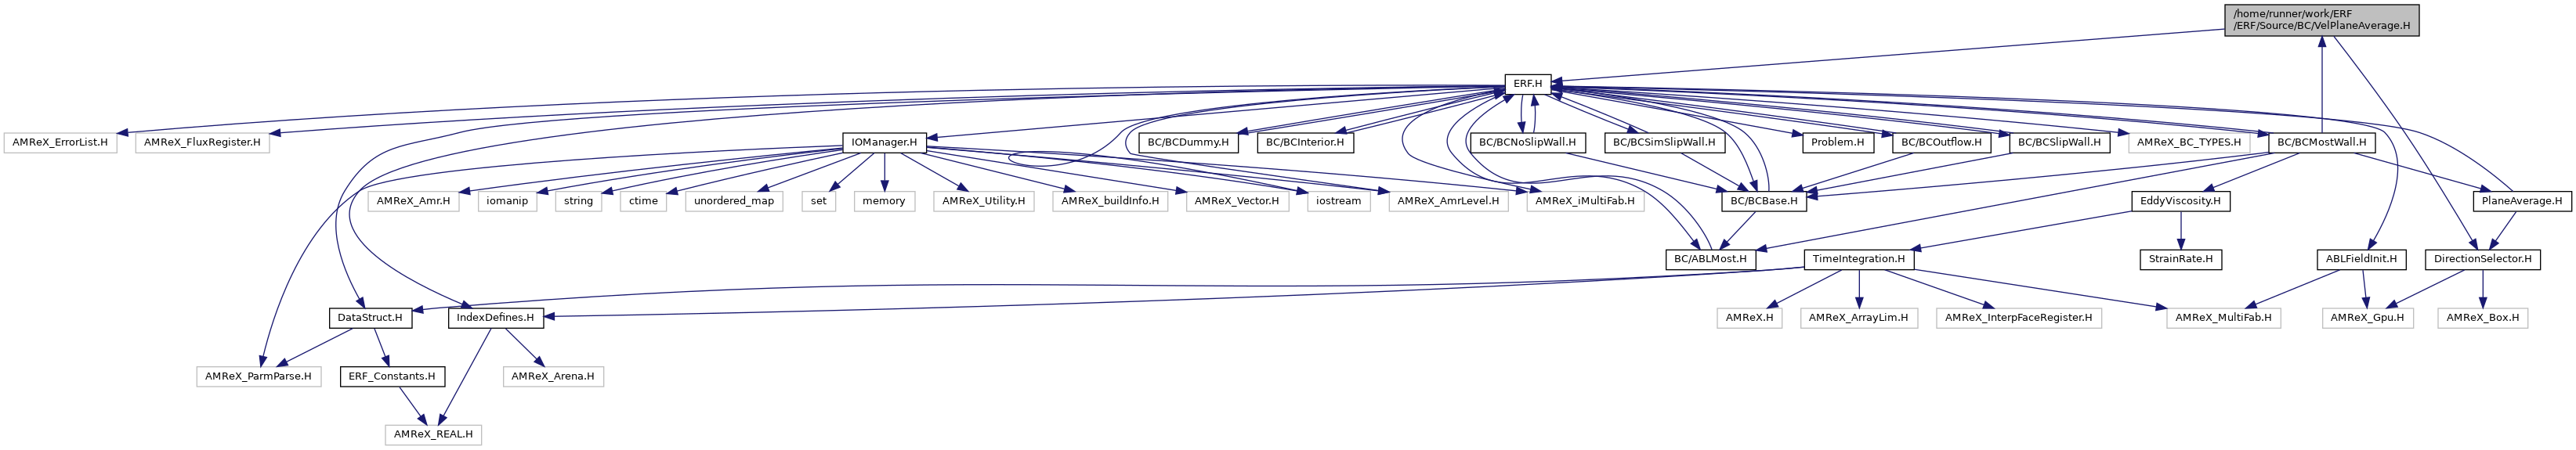 /home/runner/work/ERF
/ERF/Source/BC/VelPlaneAverage.H
ERF.H
AMReX_ErrorList.H
AMReX_FluxRegister.H
IOManager.H
BC/BCDummy.H
BC/BCInterior.H
BC/BCNoSlipWall.H
BC/BCSimSlipWall.H
Problem.H
BC/BCOutflow.H
BC/BCSlipWall.H
AMReX_BC_TYPES.H
BC/BCMostWall.H
AMReX_Amr.H
iomanip
string
ctime
unordered_map
set
memory
AMReX_Utility.H
AMReX_buildInfo.H
AMReX_Vector.H
iostream
AMReX_AmrLevel.H
AMReX_iMultiFab.H
BC/BCBase.H
EddyViscosity.H
PlaneAverage.H
BC/ABLMost.H
TimeIntegration.H
StrainRate.H
ABLFieldInit.H
DirectionSelector.H
DataStruct.H
IndexDefines.H
AMReX.H
AMReX_ArrayLim.H
AMReX_InterpFaceRegister.H
AMReX_MultiFab.H
AMReX_Gpu.H
AMReX_Box.H
AMReX_ParmParse.H
ERF_Constants.H
AMReX_Arena.H
AMReX_REAL.H